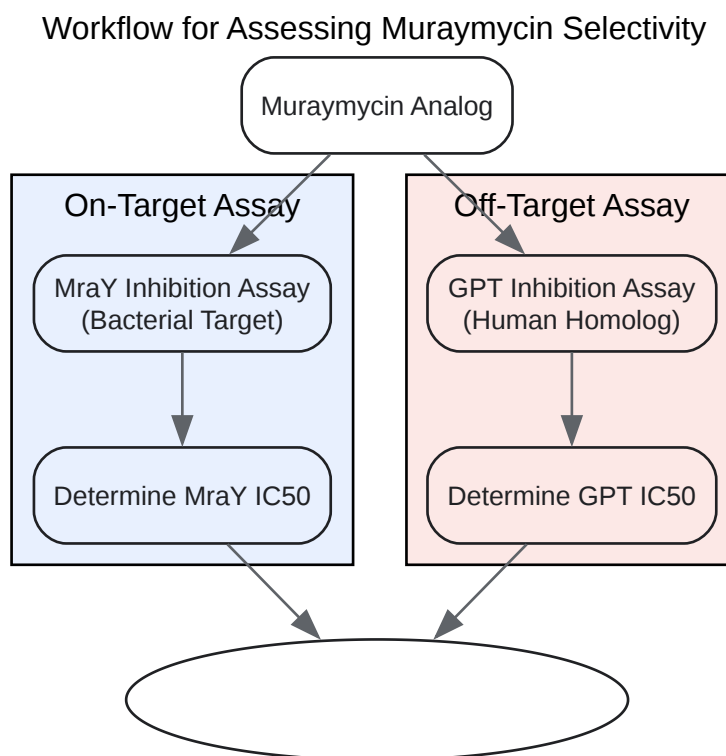 Workflow for Assessing Muraymycin Selectivity
Muraymycin Analog
On-Target Assay
Off-Target Assay
MraY Inhibition Assay
(Bacterial Target)
GPT Inhibition Assay
(Human Homolog)
Determine MraY IC50
Determine GPT IC50